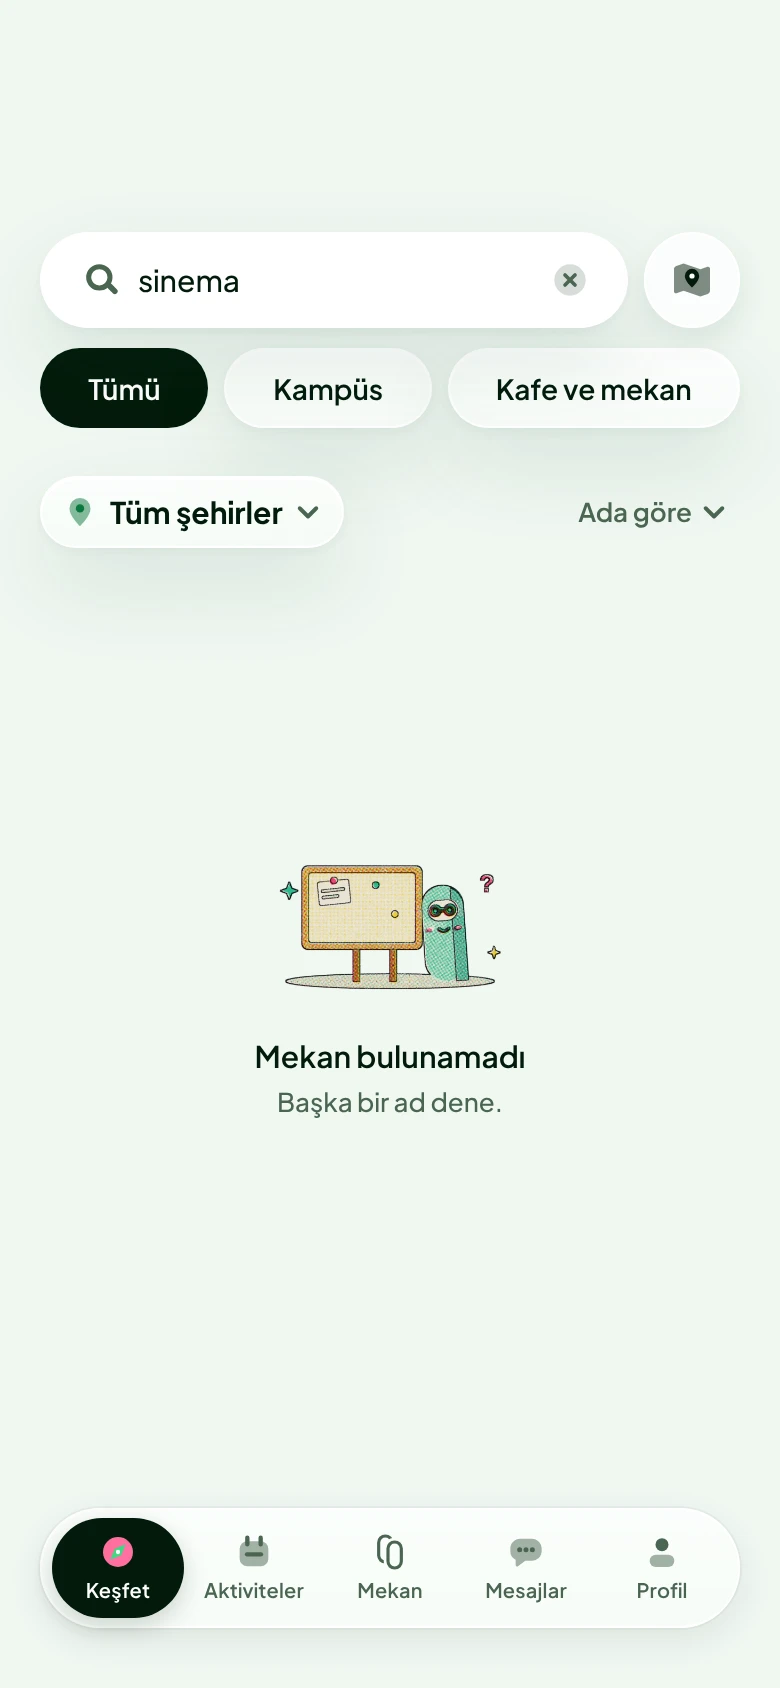 sinema
Tümü
Kampüs
Kafe ve mekan
Tüm şehirler
Ada göre
?
Mekan bulunamadı
Başka bir ad dene.
Keşfet
Aktiviteler
Mekan
Mesajlar
Profil